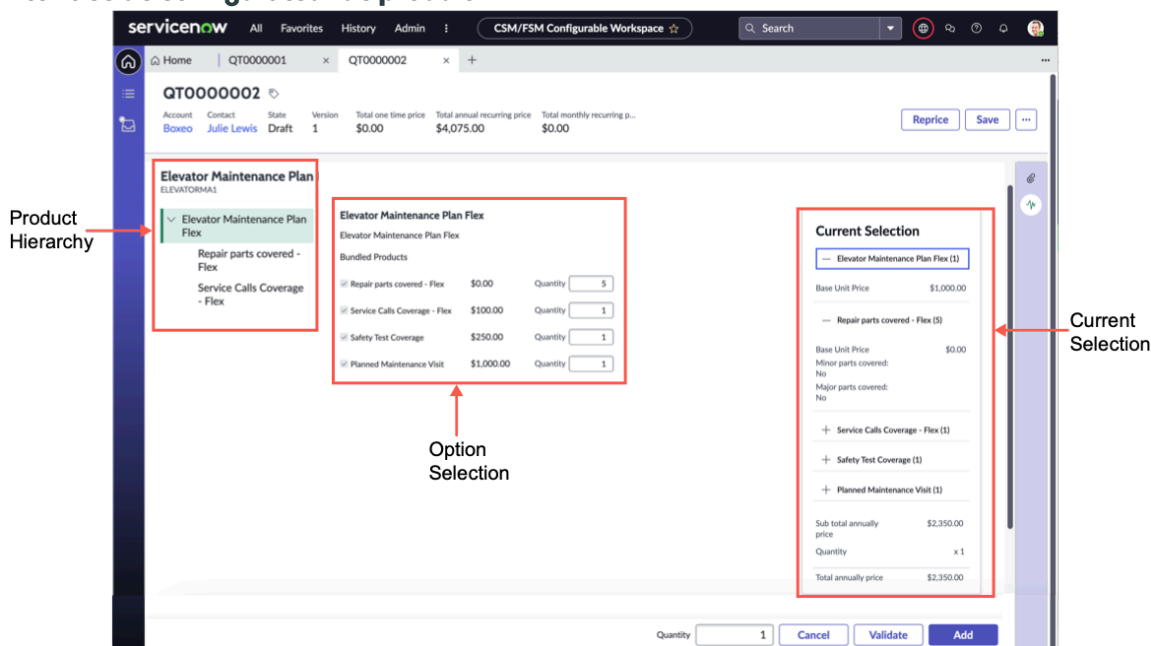 servicenow All Favorites History Admin CSM/FSM Configurable Workspace Search
Home QT0000001 × QT0000002 × +
QT0000002
Account Contact State Version Total one time price Total annual recurring price Total monthly recurring p...
Boxeo Julie Lewis Draft 1 $0.00 $4,075.00 $0.00
Reprice Save ...
Product
Hierarchy
Elevator Maintenance Plan
ELEVATORMA1
Elevator Maintenance Plan
Flex
Repair parts covered -
Flex
Service Calls Coverage
- Flex
Elevator Maintenance Plan Flex
Elevator Maintenance Plan Flex
Bundled Products
Repair parts covered - Flex $0.00 Quantity 5
Service Calls Coverage - Flex $100.00 Quantity 1
Safety Test Coverage $250.00 Quantity 1
Planned Maintenance Visit $1,000.00 Quantity 1
Option
Selection
Current Selection
— Elevator Maintenance Plan Flex (1)
Base Unit Price $1,000.00
— Repair parts covered - Flex (5)
Base Unit Price $0.00
Minor parts covered:
No
Major parts covered:
No
+ Service Calls Coverage - Flex (1)
+ Safety Test Coverage (1)
+ Planned Maintenance Visit (1)
Sub total annually
price $2,350.00
Quantity x 1
Total annually price $2,350.00
Current
Selection
Quantity 1 Cancel Validate Add